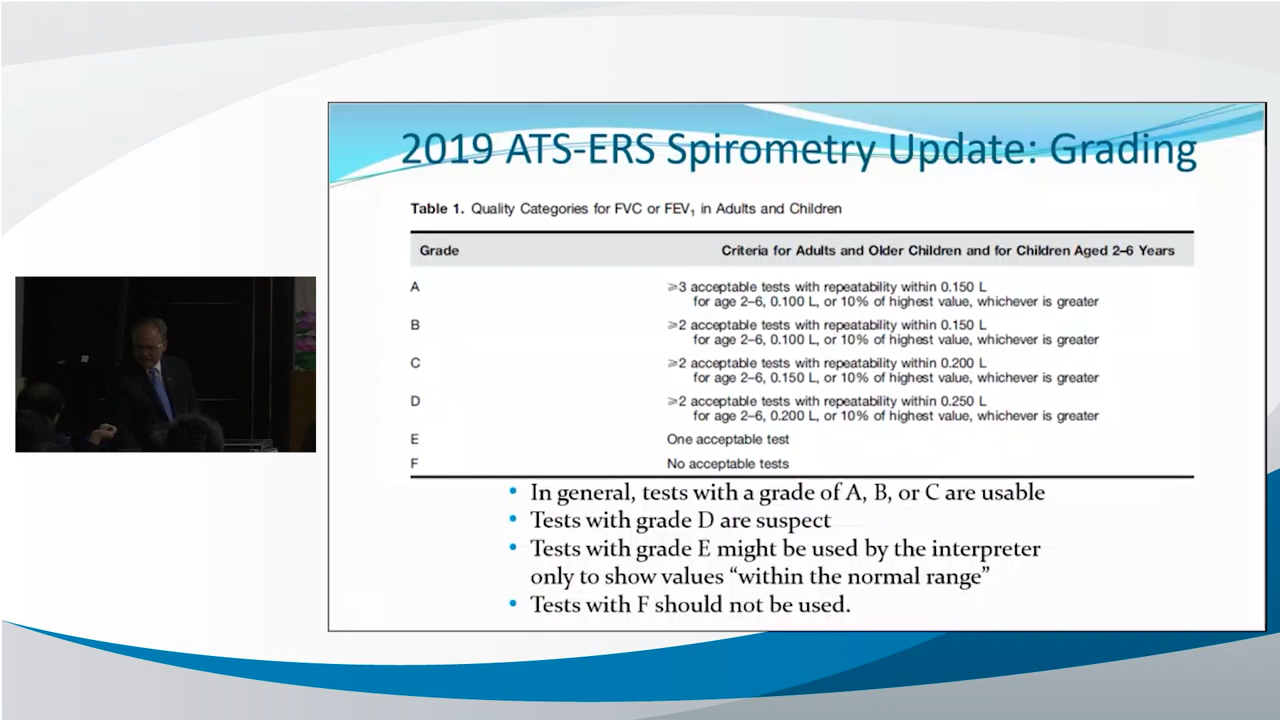 2019 ATS-ERS Spirometry Update: Grading
Table 1. Quality Categories for FVC or FEV₁ in Adults and Children
Grade Criteria for Adults and Older Children and for Children Aged 2–6 Years
A ⩾3 acceptable tests with repeatability within 0.150 L
for age 2–6, 0.100 L, or 10% of highest value, whichever is greater
B ⩾2 acceptable tests with repeatability within 0.150 L
for age 2–6, 0.100 L, or 10% of highest value, whichever is greater
C ⩾2 acceptable tests with repeatability within 0.200 L
for age 2–6, 0.150 L, or 10% of highest value, whichever is greater
D ⩾2 acceptable tests with repeatability within 0.250 L
for age 2–6, 0.200 L, or 10% of highest value, whichever is greater
E One acceptable test
F No acceptable tests
• In general, tests with a grade of A, B, or C are usable
• Tests with grade D are suspect
• Tests with grade E might be used by the interpreter
only to show values “within the normal range”
• Tests with F should not be used.